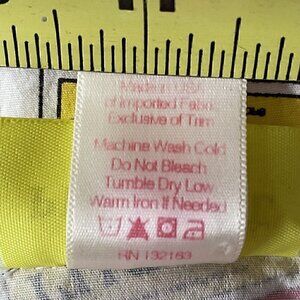 Made in USA
of Imported Fabric
Exclusive of Trim
Machine Wash Cold
Do Not Bleach
Tumble Dry Low
Warm Iron If Needed
RN 132163